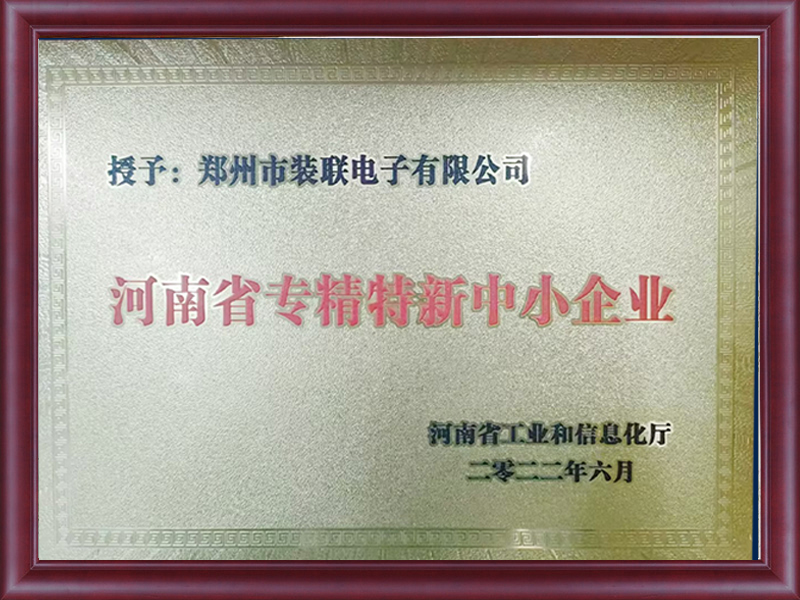 授予：郑州市装联电子有限公司
河南省专精特新中小企业
河南省工业和信息化厅
二零二二年六月